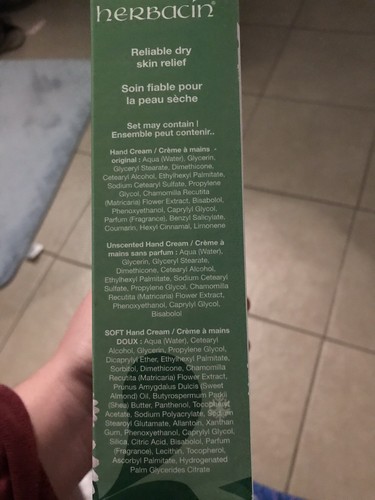 herbacin®
Reliable dry
skin relief
Soin fiable pour
la peau sèche
Set may contain !
Ensemble peut contenir..
Hand Cream / Crème à mains -
original : Aqua (Water), Glycerin,
Glyceryl Stearate, Dimethicone,
Cetearyl Alcohol, Ethylhexyl Palmitate,
Sodium Cetearyl Sulfate, Propylene
Glycol, Chamomilla Recutita
(Matricaria) Flower Extract, Bisabolol,
Phenoxyethanol, Caprylyl Glycol,
Parfum (Fragrance), Benzyl Salicylate,
Coumarin, Hexyl Cinnamal, Limonene
Unscented Hand Cream / Crème à
mains sans parfum : Aqua (Water),
Glycerin, Glyceryl Stearate,
Dimethicone, Cetearyl Alcohol,
Ethylhexyl Palmitate, Sodium Cetearyl
Sulfate, Propylene Glycol, Chamomilla
Recutita (Matricaria) Flower Extract,
Phenoxyethanol, Caprylyl Glycol,
Bisabolol
SOFT Hand Cream / Crème à mains
DOUX : Aqua (Water), Cetearyl
Alcohol, Glycerin, Propylene Glycol,
Dicaprylyl Ether, Ethylhexyl Palmitate,
Sorbitol, Dimethicone, Chamomilla
Recutita (Matricaria) Flower Extract,
Prunus Amygdalus Dulcis (Sweet
Almond) Oil, Butyrospermum Parkii
(Shea) Butter, Panthenol, Tocopheryl
Acetate, Sodium Polyacrylate, Sodium
Stearoyl Glutamate, Allantoin, Xanthan
Gum, Phenoxyethanol, Caprylyl Glycol,
Silica, Citric Acid, Bisabolol, Parfum
(Fragrance), Lecithin, Tocopherol,
Ascorbyl Palmitate, Hydrogenated
Palm Glycerides Citrate